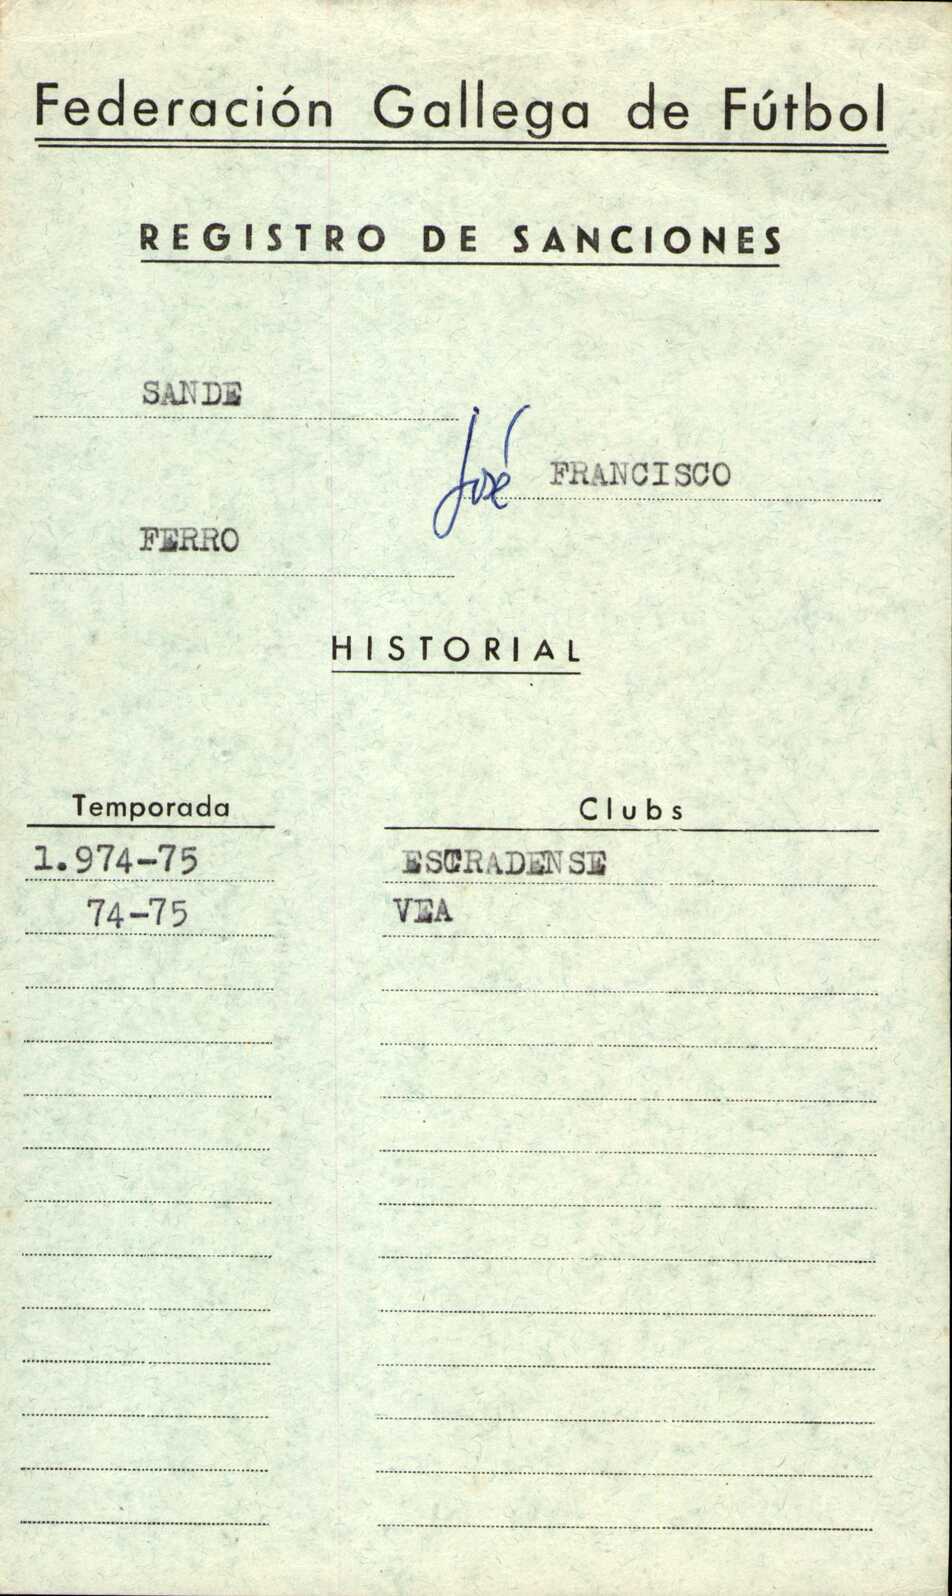 Federación Gallega de Fútbol
REGISTRO DE SANCIONES
SANDE
José FRANCISCO
FERRO
HISTORIAL
Temporada Clubs
1.974-75 ESTRADENSE
74-75 VEA